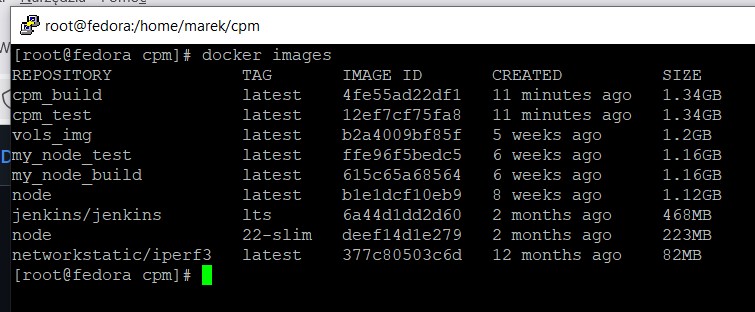 root@fedora:/home/marek/cpm
[root@fedora cpm]# docker images
REPOSITORY TAG IMAGE ID CREATED SIZE
cpm_build latest 4fe55ad22df1 11 minutes ago 1.34GB
cpm_test latest 12ef7cf75fa8 11 minutes ago 1.34GB
vols_img latest b2a4009bf85f 5 weeks ago 1.2GB
my_node_test latest ffe96f5bedc5 6 weeks ago 1.16GB
my_node_build latest 615c65a68564 6 weeks ago 1.16GB
node latest b1e1dcf10eb9 8 weeks ago 1.12GB
jenkins/jenkins lts 6a44d1dd2d60 2 months ago 468MB
node 22-slim deef14d1e279 2 months ago 223MB
networkstatic/iperf3 latest 377c80503c6d 12 months ago 82MB
[root@fedora cpm]#